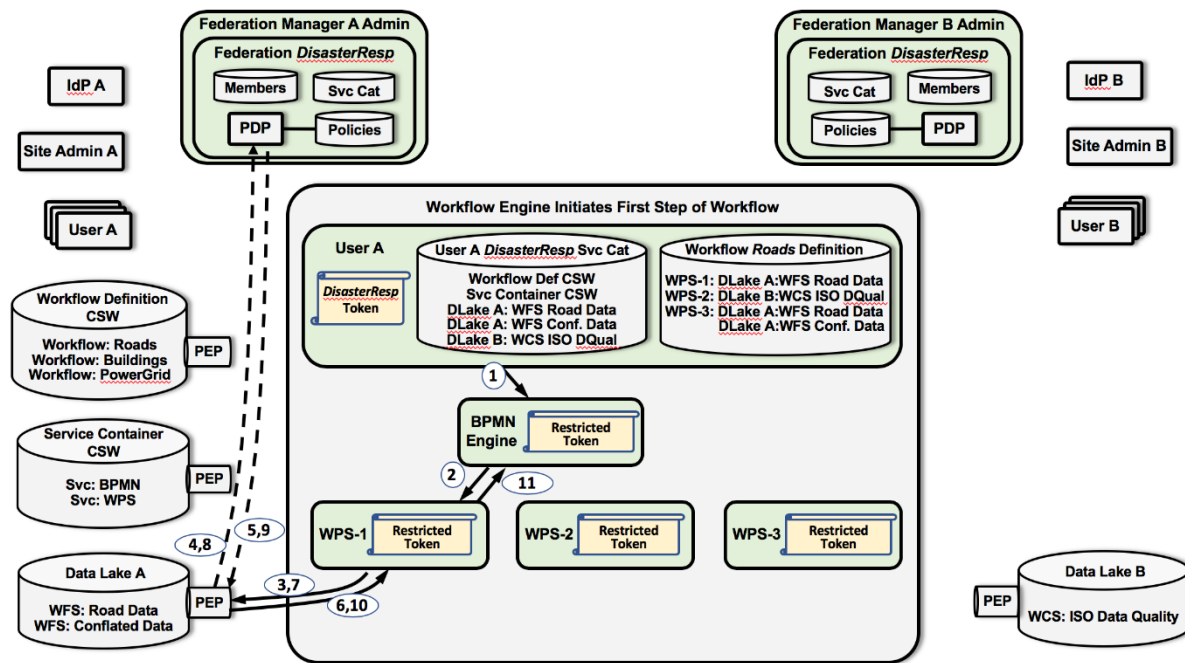 Federation Manager A Admin
Federation DisasterResp
Members
Svc Cat
PDP
Policies
Federation Manager B Admin
Federation DisasterResp
Svc Cat
Members
Policies
PDP
IdP A
Site Admin A
User A
IdP B
Site Admin B
User B
Workflow Engine Initiates First Step of Workflow
User A
DisasterResp
Token
User A DisasterResp Svc Cat
Workflow Def CSW
Svc Container CSW
DLake A: WFS Road Data
DLake A: WFS Conf. Data
DLake B: WCS ISO DQual
Workflow Roads Definition
WPS-1: DLake A:WFS Road Data
WPS-2: DLake B:WCS ISO DQual
WPS-3: DLake A:WFS Road Data
DLake A:WFS Conf. Data
Workflow Definition
CSW
Workflow: Roads
Workflow: Buildings
Workflow: PowerGrid
PEP
1
BPMN
Engine
Restricted
Token
Service Container
CSW
Svc: BPMN
Svc: WPS
PEP
2
11
WPS-1
Restricted
Token
WPS-2
Restricted
Token
WPS-3
Restricted
Token
4,8
5,9
3,7
6,10
Data Lake A
WFS: Road Data
WFS: Conflated Data
PEP
PEP
Data Lake B
WCS: ISO Data Quality